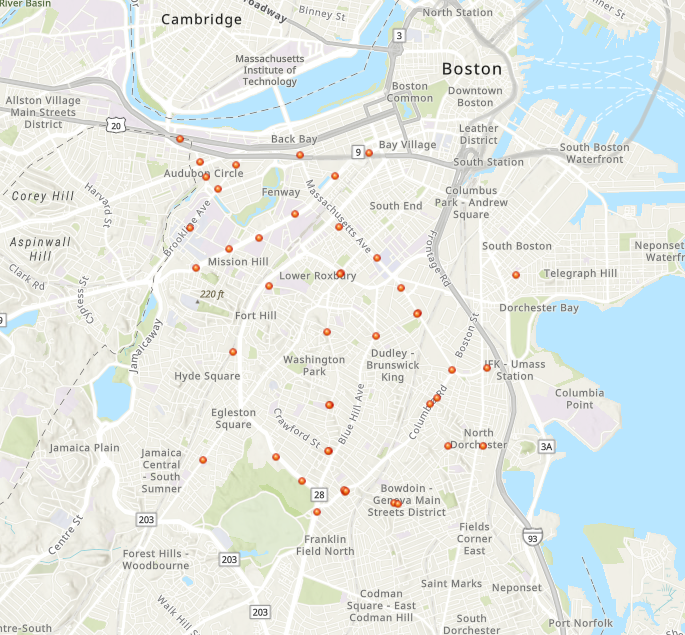 River Basin
Cambridge
Broadway
Binney St
North Station
3
Massachusetts
Institute of
Technology
Boston
Boston
Common
Downtown
Boston
Allston Village
Main Streets
District
20
Back Bay
9
Bay Village
Leather
District
South Station
South Boston
Waterfront
Audubon Circle
Corey Hill
Harvard St
Fenway
Massachusetts Ave
South End
Columbus
Park - Andrew
Square
Aspinwall
Hill
Brookline Ave
Frontage Rd
South Boston
Telegraph Hill
Clark Rd
Cypress St
Mission Hill
Lower Roxbury
220 ft
Fort Hill
Dorchester Bay
9
Jamaicaway
Boston St
Hyde Square
Washington
Park
Dudley -
Brunswick
King
JFK - Umass
Station
Columbia
Point
Egleston
Square
Crawford St
Blue Hill Ave
Columbia Rd
Jamaica Plain
Jamaica
Central
- South
Sumner
North
Dorchester
3A
28
Bowdoin -
Geneva Main
Streets District
203
Centre St
93
Forest Hills -
Woodbourne
203
Franklin
Field North
Fields
Corner
East
203
Walk Hill St
Codman
Square - East
Codman Hill
Saint Marks
Neponset
South
Dorchester
Port Norfolk